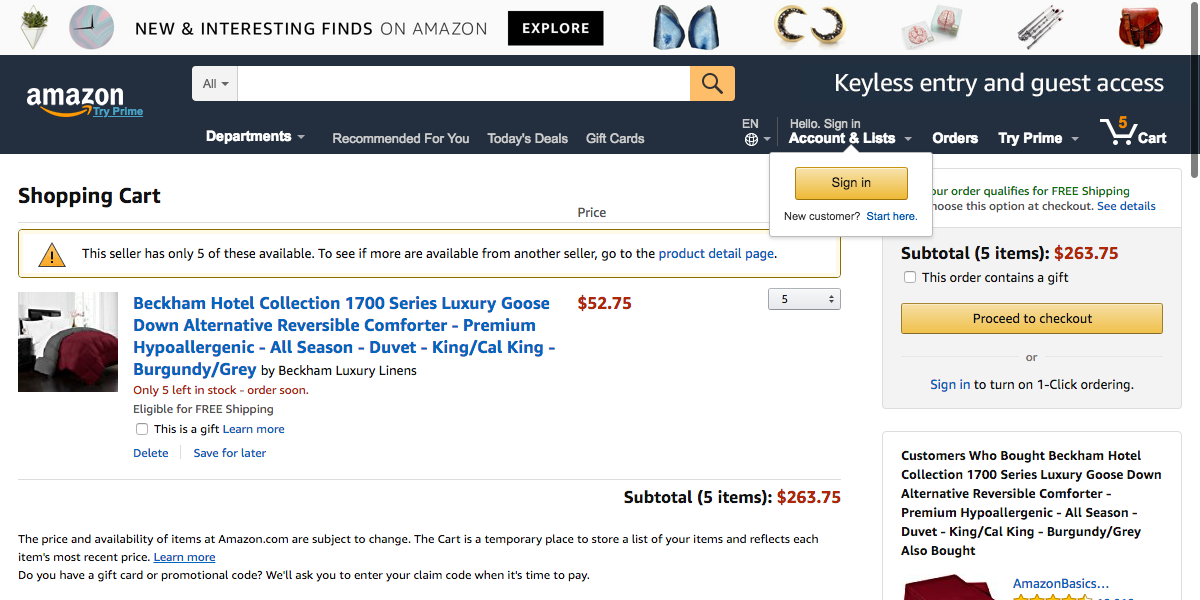 NEW & INTERESTING FINDS ON AMAZON EXPLORE
amazon
Try Prime
All
Keyless entry and guest access
Departments
Recommended For You
Today's Deals
Gift Cards
EN
Hello. Sign in
Account & Lists
Orders
Try Prime
5
Cart
Sign in
New customer? Start here.
Shopping Cart
Price
This seller has only 5 of these available. To see if more are available from another seller, go to the product detail page.
Beckham Hotel Collection 1700 Series Luxury Goose
Down Alternative Reversible Comforter - Premium
Hypoallergenic - All Season - Duvet - King/Cal King -
Burgundy/Grey by Beckham Luxury Linens
$52.75
5
Only 5 left in stock - order soon.
Eligible for FREE Shipping
This is a gift Learn more
Delete
Save for later
Subtotal (5 items): $263.75
The price and availability of items at Amazon.com are subject to change. The Cart is a temporary place to store a list of your items and reflects each
item's most recent price. Learn more
Do you have a gift card or promotional code? We'll ask you to enter your claim code when it's time to pay.
order qualifies for FREE Shipping
this option at checkout. See details
Subtotal (5 items): $263.75
This order contains a gift
Proceed to checkout
or
Sign in to turn on 1-Click ordering.
Customers Who Bought Beckham Hotel
Collection 1700 Series Luxury Goose Down
Alternative Reversible Comforter -
Premium Hypoallergenic - All Season -
Duvet - King/Cal King - Burgundy/Grey
Also Bought
AmazonBasics…